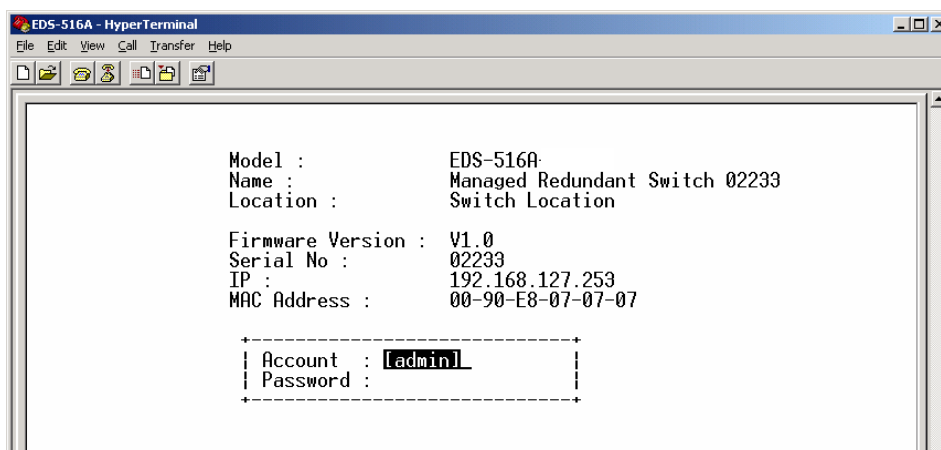 EDS-516A - HyperTerminal
File Edit View Call Transfer Help
Model : EDS-516A
Name : Managed Redundant Switch 02233
Location : Switch Location
Firmware Version : V1.0
Serial No : 02233
IP : 192.168.127.253
MAC Address : 00-90-E8-07-07-07
Account : [admin]
Password :